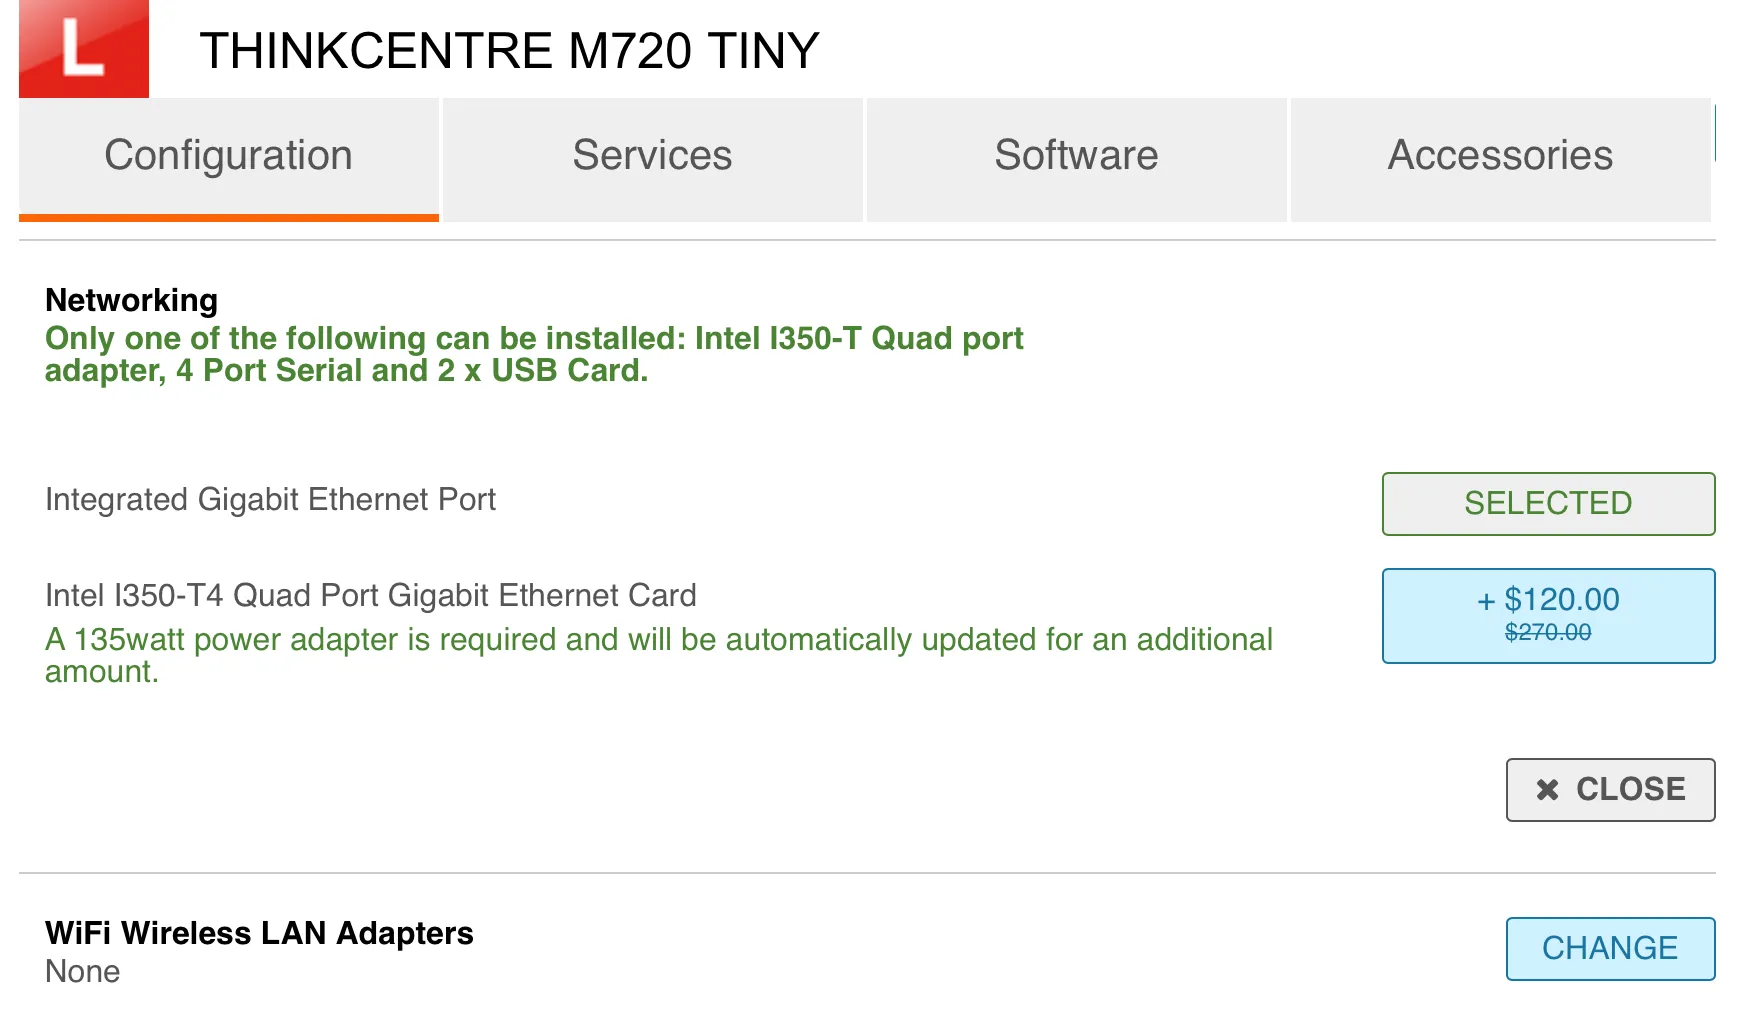 L
THINKCENTRE M720 TINY
Configuration
Services
Software
Accessories
Networking
Only one of the following can be installed: Intel I350-T Quad port
adapter, 4 Port Serial and 2 x USB Card.
Integrated Gigabit Ethernet Port
SELECTED
Intel I350-T4 Quad Port Gigabit Ethernet Card
A 135watt power adapter is required and will be automatically updated for an additional
amount.
+ $120.00
$270.00
✖ CLOSE
WiFi Wireless LAN Adapters
None
CHANGE